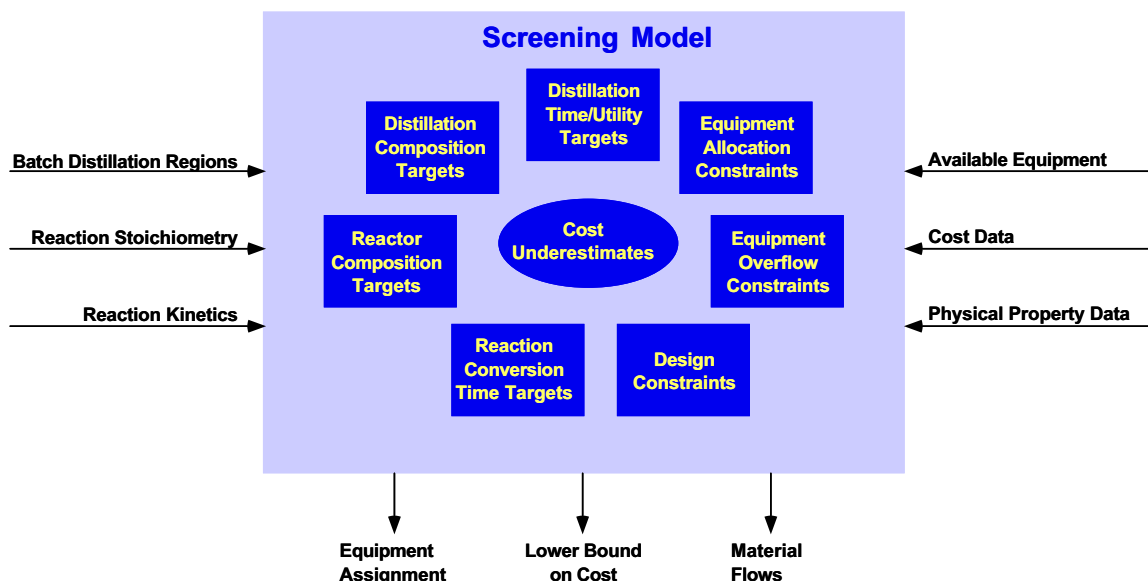 Screening Model
Distillation
Time/Utility
Targets
Distillation
Composition
Targets
Equipment
Allocation
Constraints
Batch Distillation Regions
Available Equipment
Reaction Stoichiometry
Reactor
Composition
Targets
Cost
Underestimates
Equipment
Overflow
Constraints
Cost Data
Reaction Kinetics
Physical Property Data
Reaction
Conversion
Time Targets
Design
Constraints
Equipment
Assignment
Lower Bound
on Cost
Material
Flows